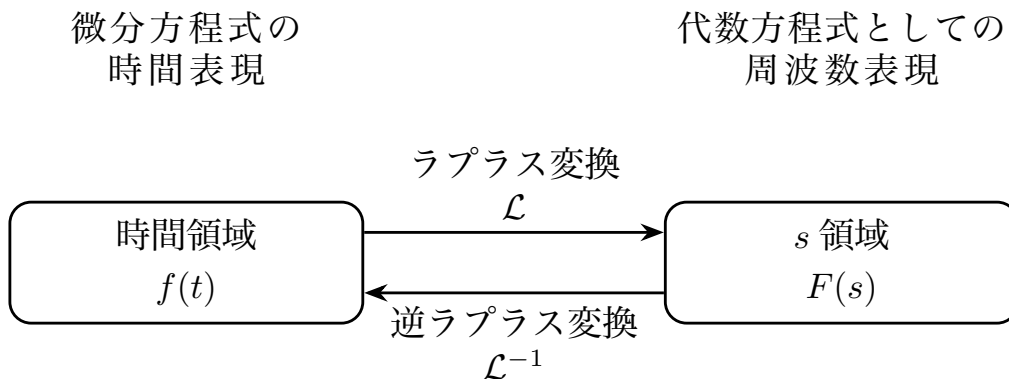 微分方程式の
時間表現
代数方程式としての
周波数表現
ラプラス変換
ℒ
時間領域
f(t)
s 領域
F(s)
逆ラプラス変換
ℒ⁻¹